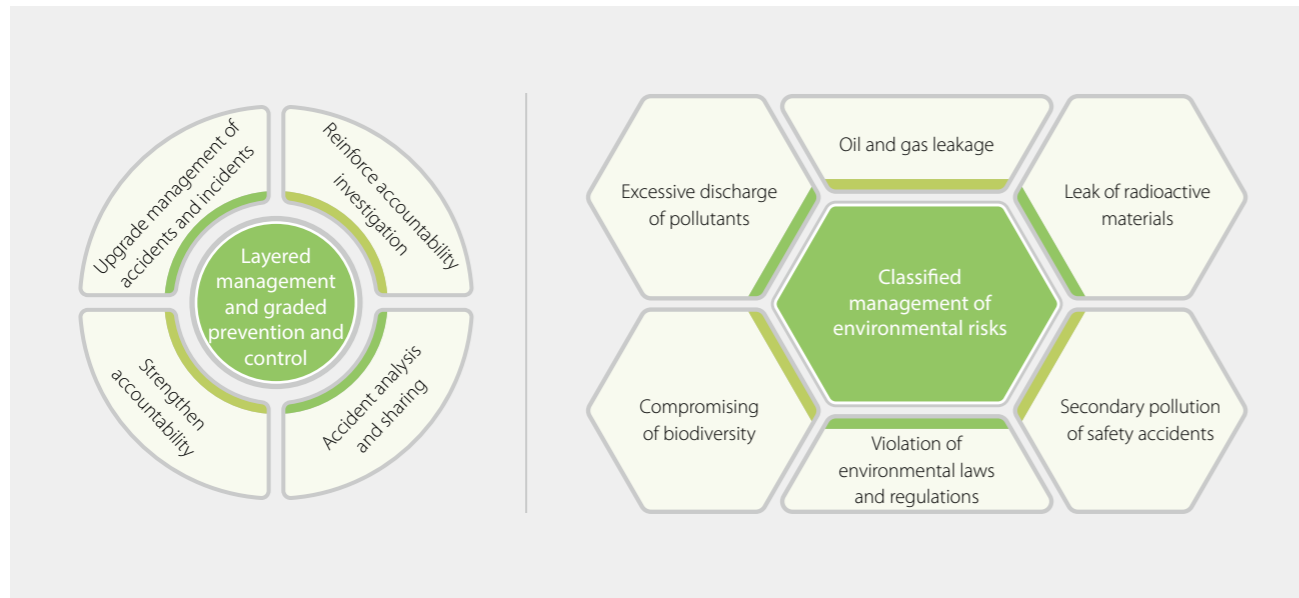 Upgrade management of
accidents and incidents
Reinforce accountability
investigation
Layered
management
and graded
prevention and
control
Strengthen
accountability
Accident analysis
and sharing
Excessive discharge
of pollutants
Oil and gas leakage
Leak of radioactive
materials
Classified
management of
environmental risks
Compromising
of biodiversity
Violation of
environmental laws
and regulations
Secondary pollution
of safety accidents